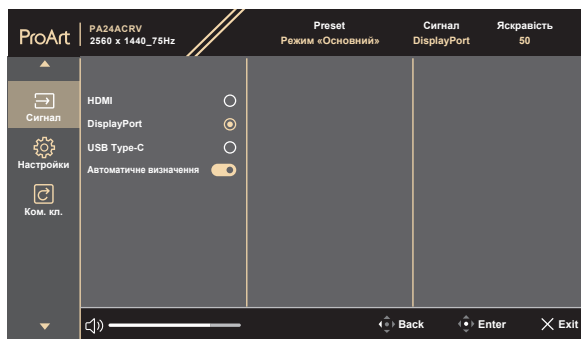 ProArt
PA24ACRV
2560 x 1440_75Hz
Preset
Режим «Основний»
Сигнал
DisplayPort
Яскравість
50
Сигнал
Настройки
Ком. кл.
HDMI
DisplayPort
USB Type-C
Автоматичне визначення
Back
Enter
Exit